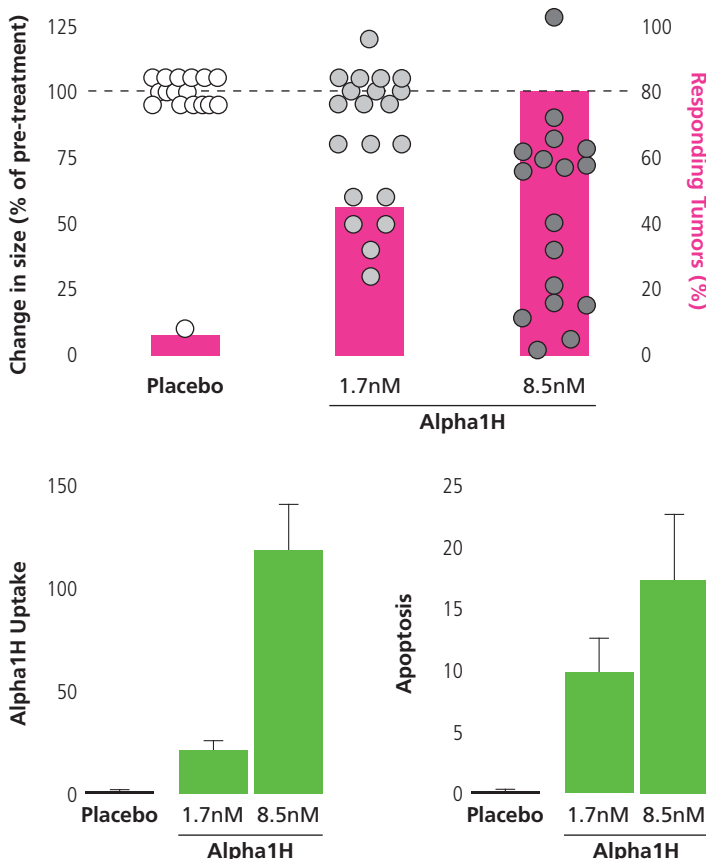 Change in size (% of pre-treatment)
125
100
75
50
25
0
100
80
60
40
20
0
Responding Tumors (%)
Placebo
1.7nM
8.5nM
Alpha1H
Alpha1H Uptake
150
100
50
0
Placebo
1.7nM
8.5nM
Alpha1H
Apoptosis
25
20
15
10
5
0
Placebo
1.7nM
8.5nM
Alpha1H